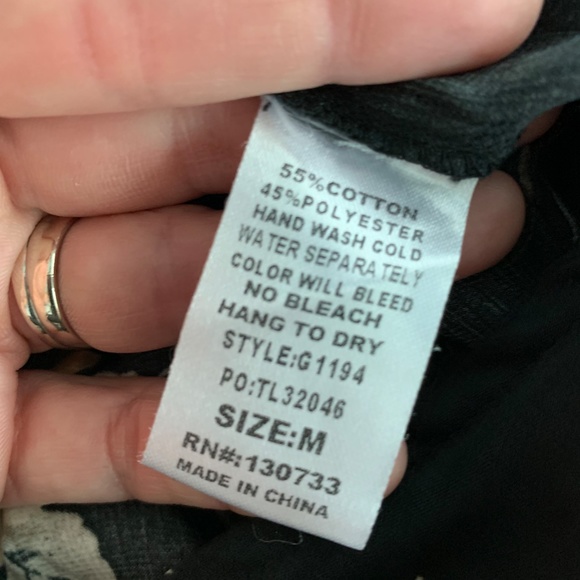 55%COTTON
45%POLYESTER
HAND WASH COLD
WATER SEPARATELY
COLOR WILL BLEED
NO BLEACH
HANG TO DRY
STYLE:G1194
PO:TL32046
SIZE:M
RN#:130733
MADE IN CHINA